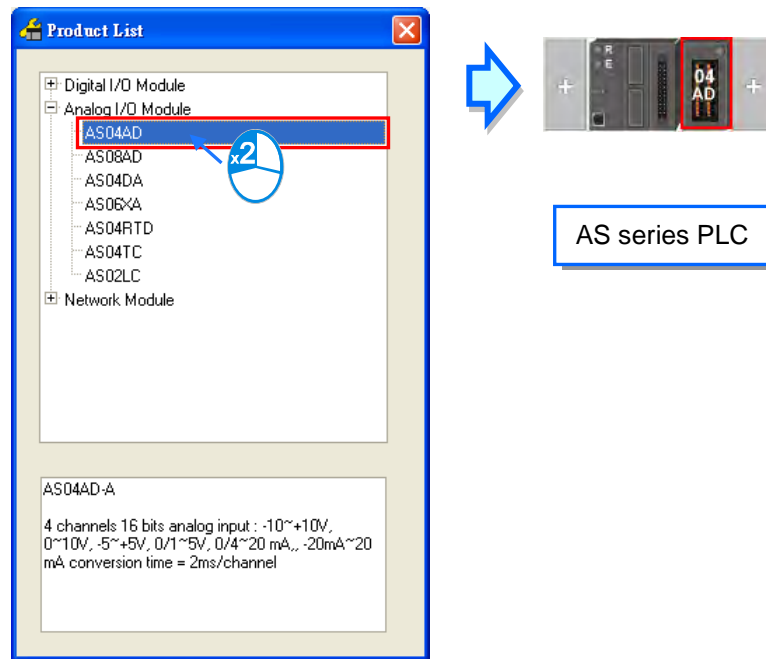 Product List
Digital I/O Module
Analog I/O Module
AS04AD
AS08AD
AS04DA
AS06XA
AS04RTD
AS04TC
AS02LC
Network Module
x2
AS04AD-A
4 channels 16 bits analog input : -10~+10V,
0~10V, -5~+5V, 0/1~5V, 0/4~20 mA,, -20mA~20
mA conversion time = 2ms/channel
R
E
04
AD
AS series PLC